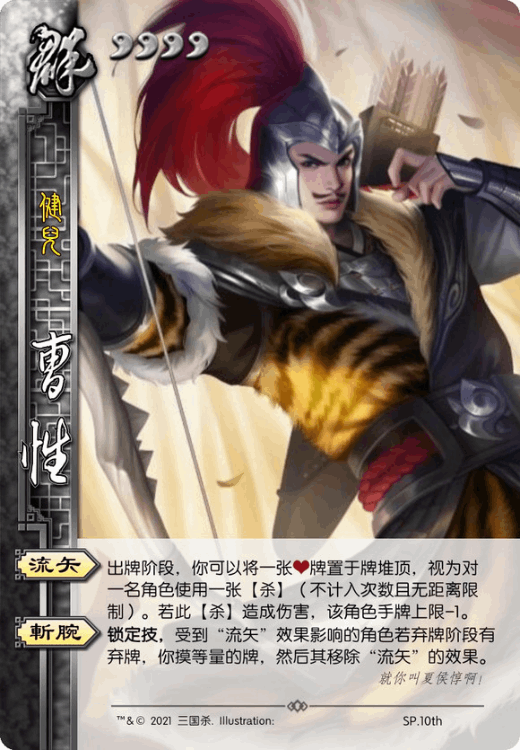 群
健兒
曹性
流矢
出牌阶段，你可以将一张♥牌置于牌堆顶，视为对
一名角色使用一张【杀】（不计入次数且无距离限
制）。若此【杀】造成伤害，该角色手牌上限-1。
斬腕
锁定技，受到“流矢”效果影响的角色若弃牌阶段有
弃牌，你摸等量的牌，然后其移除“流矢”的效果。
就你叫夏侯惇啊！
™&© 2021 三国杀. Illustration:
SP.10th